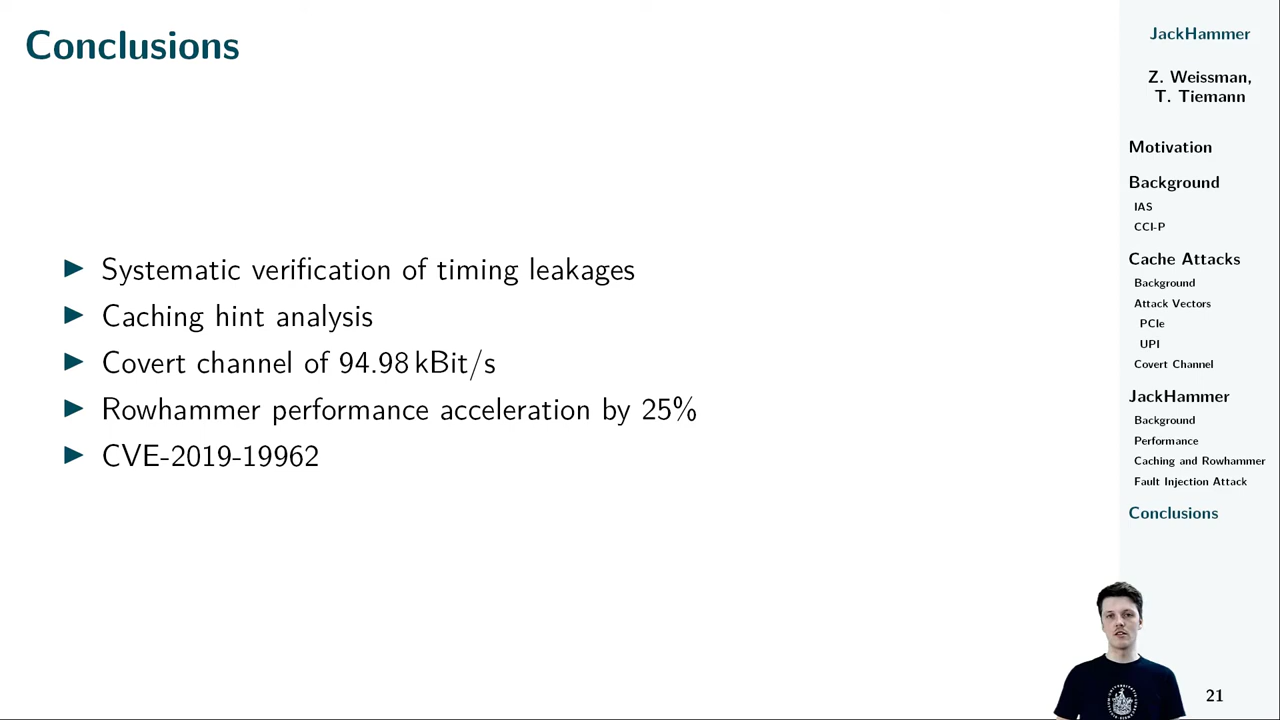 Conclusions
▶ Systematic verification of timing leakages
▶ Caching hint analysis
▶ Covert channel of 94.98 kBit/s
▶ Rowhammer performance acceleration by 25%
▶ CVE-2019-19962
JackHammer
Z. Weissman,
T. Tiemann
Motivation
Background
IAS
CCI-P
Cache Attacks
Background
Attack Vectors
PCIe
UPI
Covert Channel
JackHammer
Background
Performance
Caching and Rowhammer
Fault Injection Attack
Conclusions
21